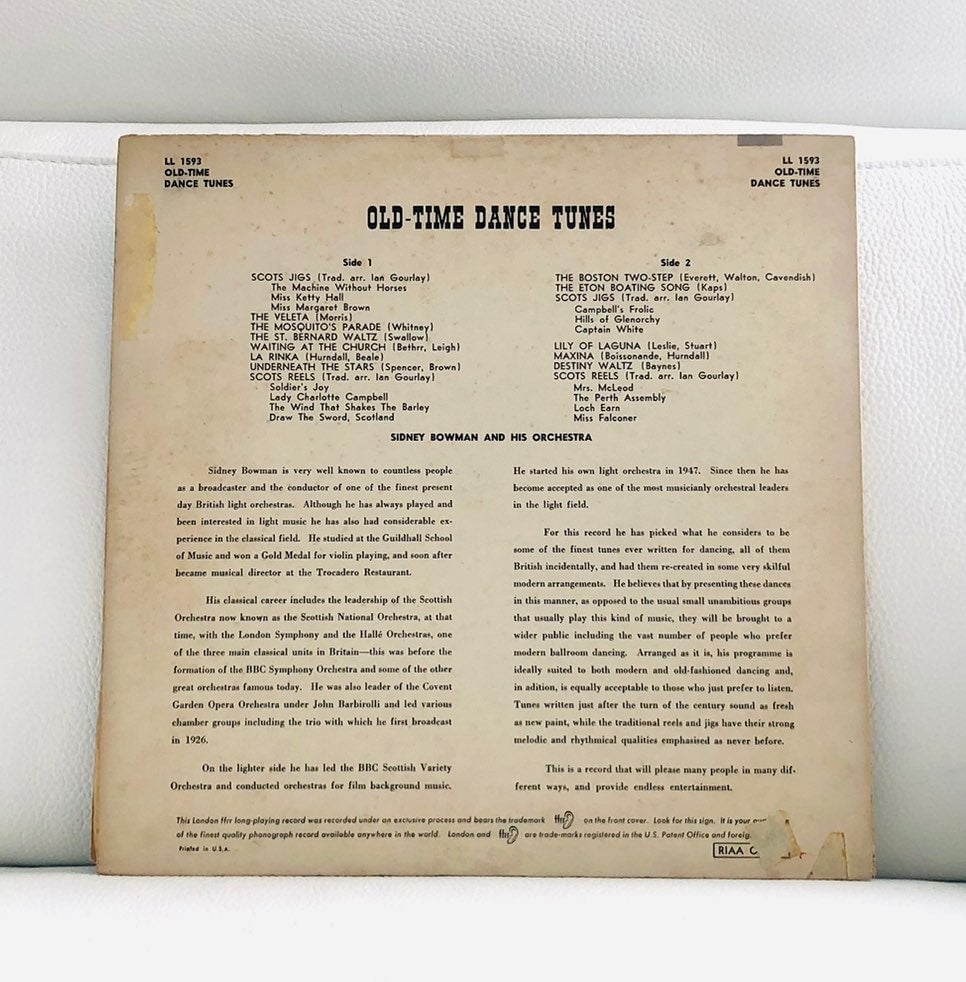 LL 1593
OLD-TIME
DANCE TUNES
LL 1593
OLD-TIME
DANCE TUNES
OLD-TIME DANCE TUNES
Side 1
SCOTS JIGS (Trad. arr. Ian Gourlay)
The Machine Without Horses
Miss Ketty Hall
Miss Margaret Brown
THE VELETA (Morris)
THE MOSQUITO'S PARADE (Whitney)
THE ST. BERNARD WALTZ (Swallow)
WAITING AT THE CHURCH (Bethrr, Leigh)
LA RINKA (Hurndall, Beale)
UNDERNEATH THE STARS (Spencer, Brown)
SCOTS REELS (Trad. arr. Ian Gourlay)
Soldier's Joy
Lady Charlotte Campbell
The Wind That Shakes The Barley
Draw The Sword, Scotland
Side 2
THE BOSTON TWO-STEP (Everett, Walton, Cavendish)
THE ETON BOATING SONG (Kaps)
SCOTS JIGS (Trad. arr. Ian Gourlay)
Campbell's Frolic
Hills of Glenorchy
Captain White
LILY OF LAGUNA (Leslie, Stuart)
MAXINA (Boissonande, Hurndall)
DESTINY WALTZ (Baynes)
SCOTS REELS (Trad. arr. Ian Gourlay)
Mrs. McLeod
The Perth Assembly
Loch Earn
Miss Falconer
SIDNEY BOWMAN AND HIS ORCHESTRA
Sidney Bowman is very well known to countless people
as a broadcaster and the conductor of one of the finest present
day British light orchestras. Although he has always played and
been interested in light music he has also had considerable ex-
perience in the classical field. He studied at the Guildhall School
of Music and won a Gold Medal for violin playing, and soon after
became musical director at the Trocadero Restaurant.
His classical career includes the leadership of the Scottish
Orchestra now known as the Scottish National Orchestra, at that
time, with the London Symphony and the Hallé Orchestras, one
of the three main classical units in Britain—this was before the
formation of the BBC Symphony Orchestra and some of the other
great orchestras famous today. He was also leader of the Covent
Garden Opera Orchestra under John Barbirolli and led various
chamber groups including the trio with which he first broadcast
in 1926.
On the lighter side he has led the BBC Scottish Variety
Orchestra and conducted orchestras for film background music.
He started his own light orchestra in 1947. Since then he has
become accepted as one of the most musicianly orchestral leaders
in the light field.
For this record he has picked what he considers to be
some of the finest tunes ever written for dancing, all of them
British incidentally, and had them re-created in some very skilful
modern arrangements. He believes that by presenting these dances
in this manner, as opposed to the usual small unambitious groups
that usually play this kind of music, they will be brought to a
wider public including the vast number of people who prefer
modern ballroom dancing. Arranged as it is, his programme is
ideally suited to both modern and old-fashioned dancing and,
in adition, is equally acceptable to those who just prefer to listen.
Tunes written just after the turn of the century sound as fresh
as new paint, while the traditional reels and jigs have their strong
melodic and rhythmical qualities emphasised as never before.
This is a record that will please many people in many dif-
ferent ways, and provide endless entertainment.
This London ffrr long-playing record was recorded under an exclusive process and bears the trademark ffrr on the front cover. Look for this sign. It is your
of the finest quality phonograph record available anywhere in the world. London and ffrr are trade-marks registered in the U.S. Patent Office and
Printed in U.S.A.
RIAA